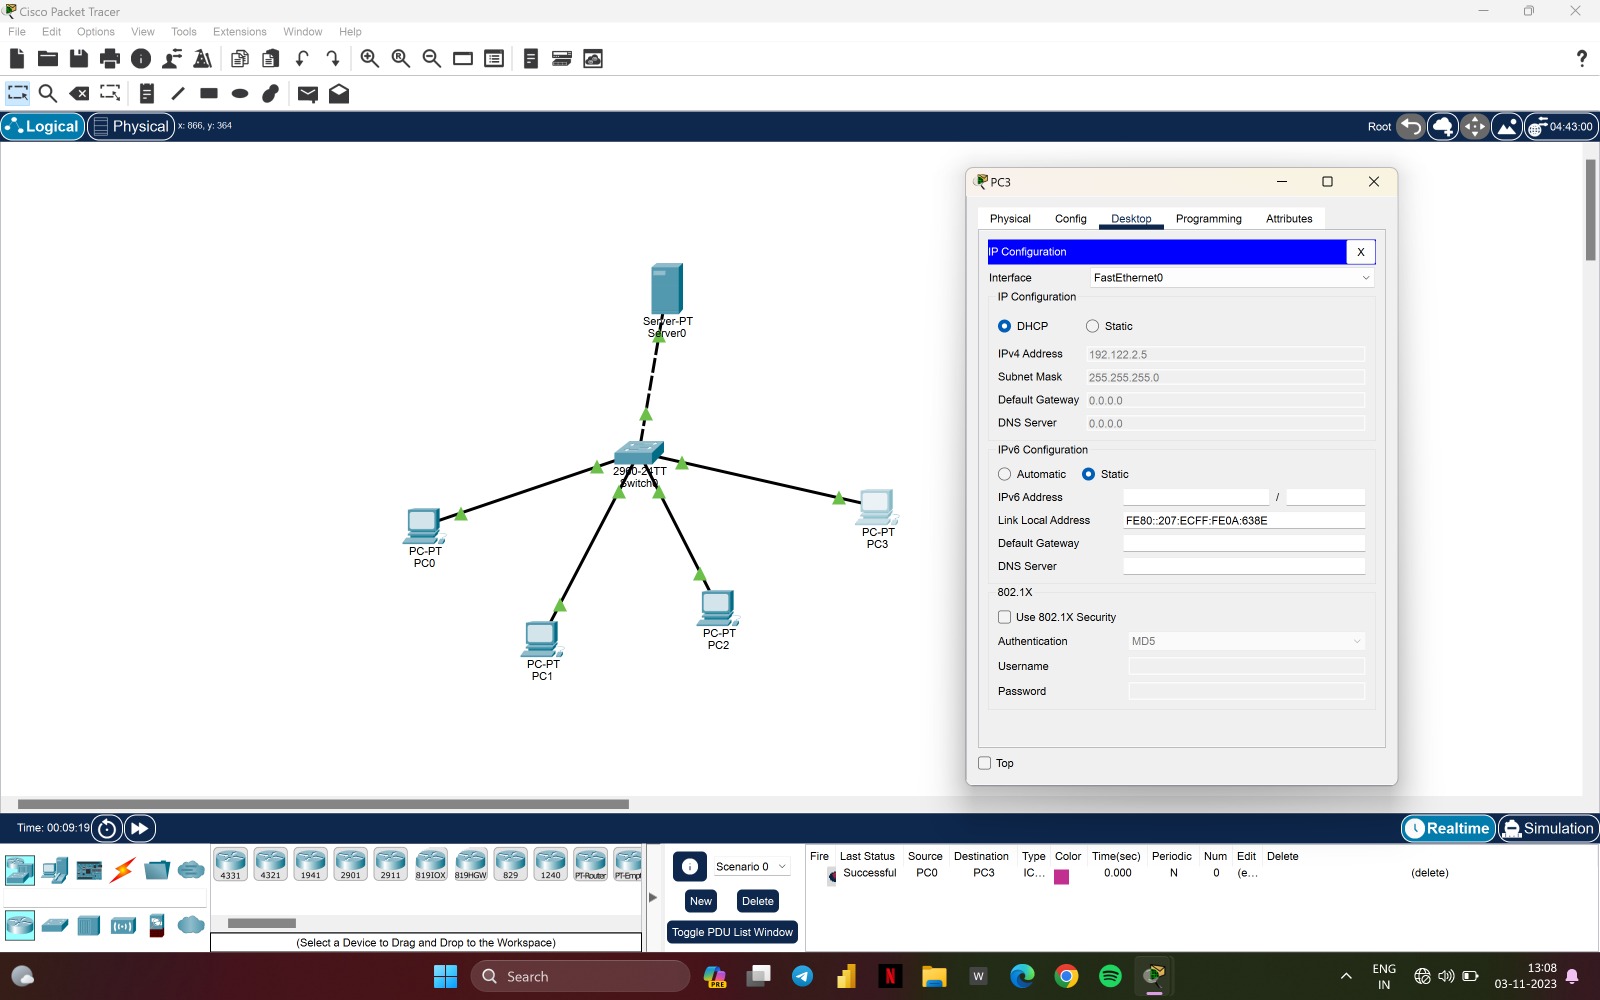 Cisco Packet Tracer
File Edit Options View Tools Extensions Window Help
?
Logical Physical x: 866, y: 364 Root 04:43:00
Server-PT
Server0
2960-24TT
Switch0
PC-PT
PC0
PC-PT
PC1
PC-PT
PC2
PC-PT
PC3
PC3
Physical Config Desktop Programming Attributes
IP Configuration X
Interface FastEthernet0
IP Configuration
DHCP Static
IPv4 Address 192.122.2.5
Subnet Mask 255.255.255.0
Default Gateway 0.0.0.0
DNS Server 0.0.0.0
IPv6 Configuration
Automatic Static
IPv6 Address /
Link Local Address FE80::207:ECFF:FE0A:638E
Default Gateway
DNS Server
802.1X
Use 802.1X Security
Authentication MD5
Username
Password
Top
Time: 00:09:19 Realtime Simulation
4331 4321 1941 2901 2911 819IOX 819HGW 829 1240 PT-Router PT-Empt
(Select a Device to Drag and Drop to the Workspace)
Scenario 0
New Delete
Toggle PDU List Window
Fire Last Status Source Destination Type Color Time(sec) Periodic Num Edit Delete
Successful PC0 PC3 IC... 0.000 N 0 (e... (delete)
Search
PRE
N
W
ENG
IN
13:08
03-11-2023